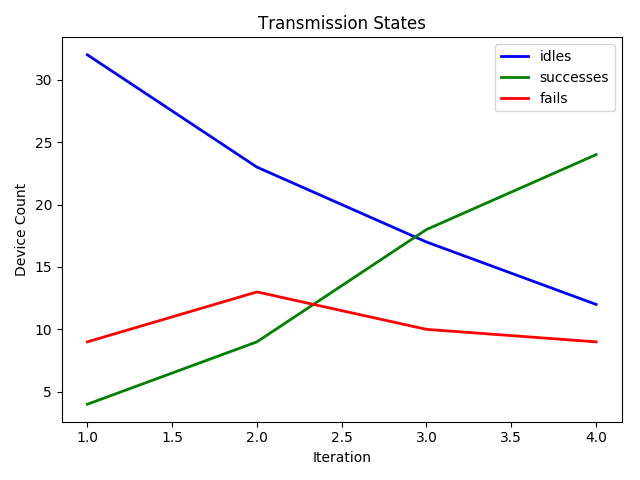 Transmission States
idles
successes
fails
Device Count
30
25
20
15
10
5
1.0 1.5 2.0 2.5 3.0 3.5 4.0
Iteration